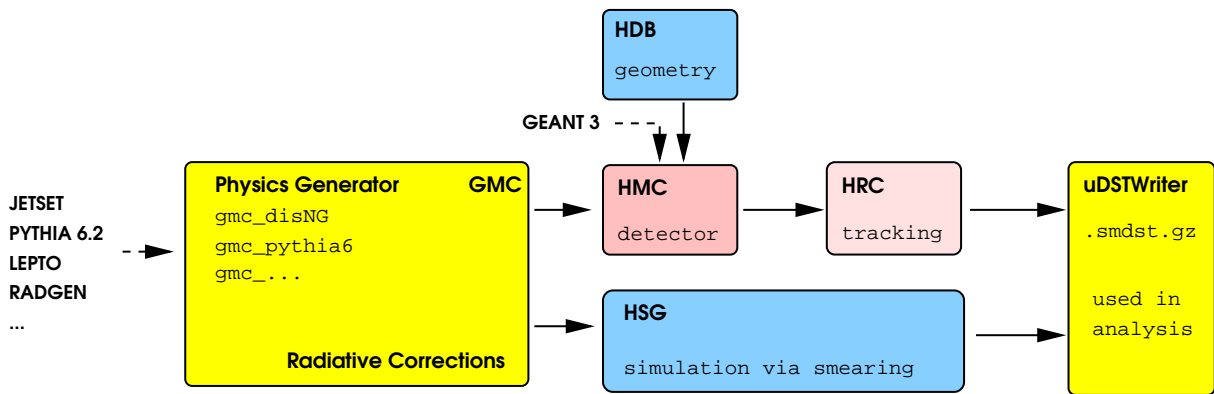 HDB
geometry
GEANT 3
JETSET
PYTHIA 6.2
LEPTO
RADGEN
...
Physics Generator GMC
gmc_disNG
gmc_pythia6
gmc_...
Radiative Corrections
HMC
detector
HRC
tracking
HSG
simulation via smearing
uDSTWriter
.smdst.gz
used in
analysis